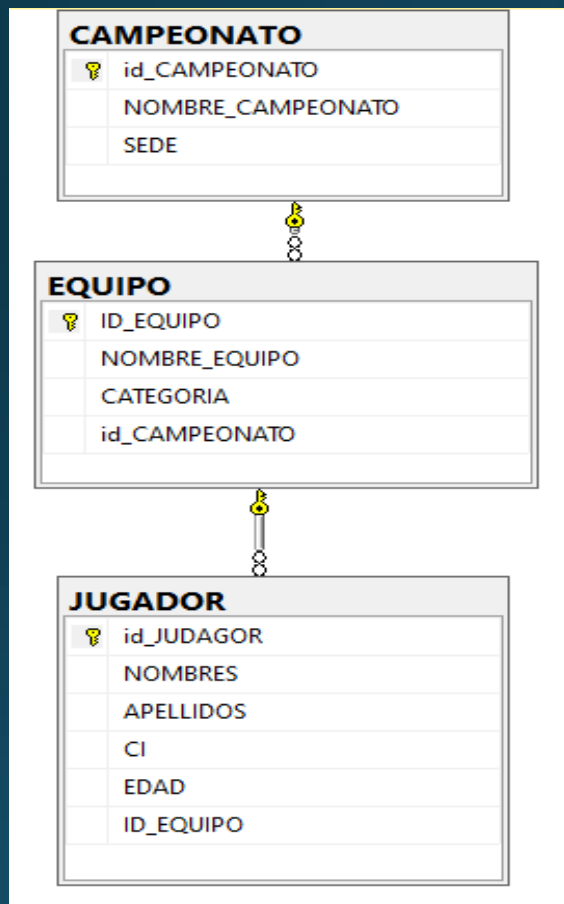 CAMPEONATO
id_CAMPEONATO
NOMBRE_CAMPEONATO
SEDE
EQUIPO
ID_EQUIPO
NOMBRE_EQUIPO
CATEGORIA
id_CAMPEONATO
JUGADOR
id_JUDAGOR
NOMBRES
APELLIDOS
CI
EDAD
ID_EQUIPO